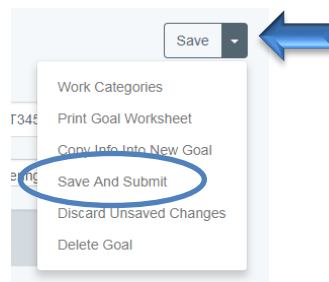 Save
Work Categories
Print Goal Worksheet
T345
Copy Info Into New Goal
Save And Submit
Discard Unsaved Changes
Delete Goal